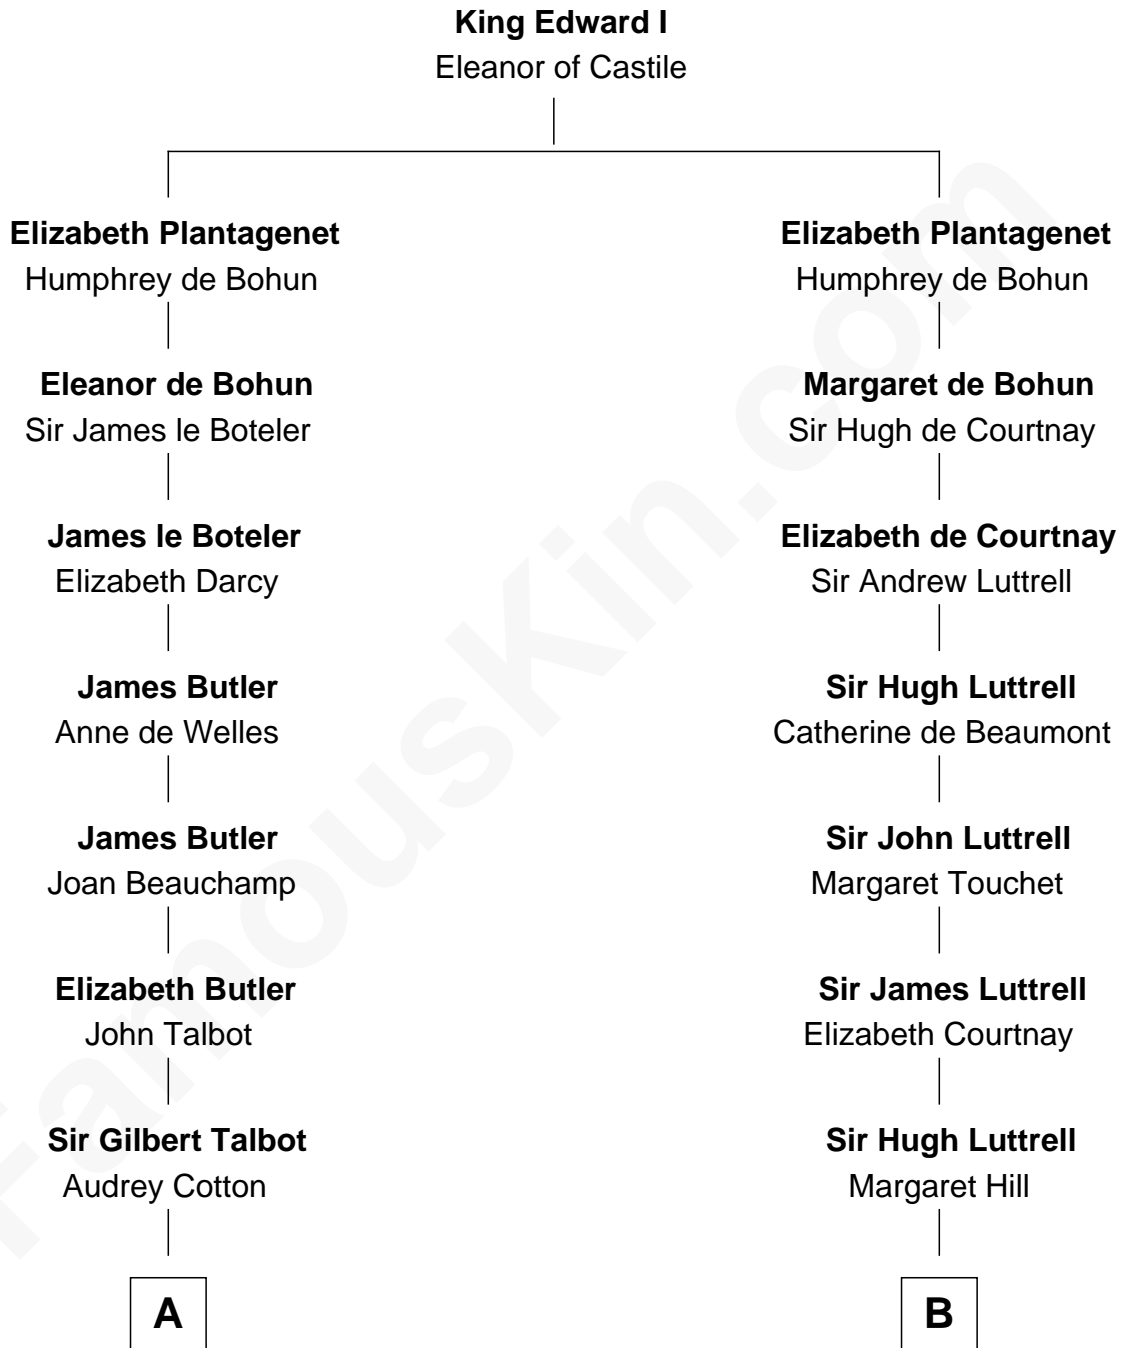 King Edward I
Eleanor of Castile
Elizabeth Plantagenet
Humphrey de Bohun
Elizabeth Plantagenet
Humphrey de Bohun
Eleanor de Bohun
Sir James le Boteler
Margaret de Bohun
Sir Hugh de Courtnay
James le Boteler
Elizabeth Darcy
Elizabeth de Courtnay
Sir Andrew Luttrell
James Butler
Anne de Welles
Sir Hugh Luttrell
Catherine de Beaumont
James Butler
Joan Beauchamp
Sir John Luttrell
Margaret Touchet
Elizabeth Butler
John Talbot
Sir James Luttrell
Elizabeth Courtnay
Sir Gilbert Talbot
Audrey Cotton
Sir Hugh Luttrell
Margaret Hill
A
B
FamousKin.com